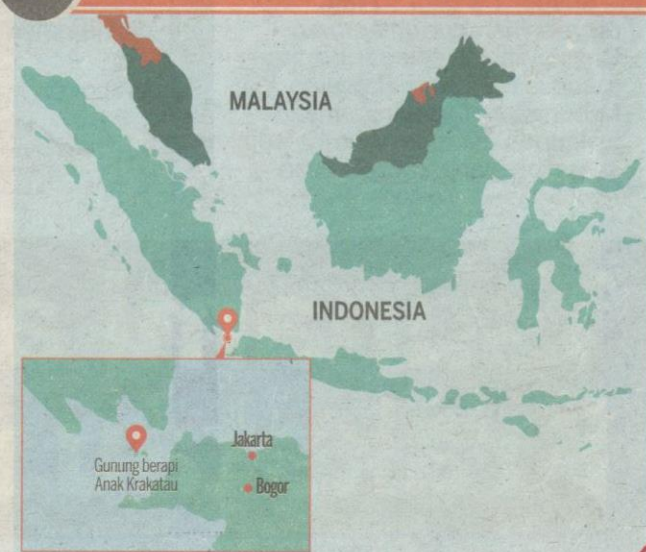 MALAYSIA
INDONESIA
Jakarta
Gunung berapi
Anak Krakatau
Bogor